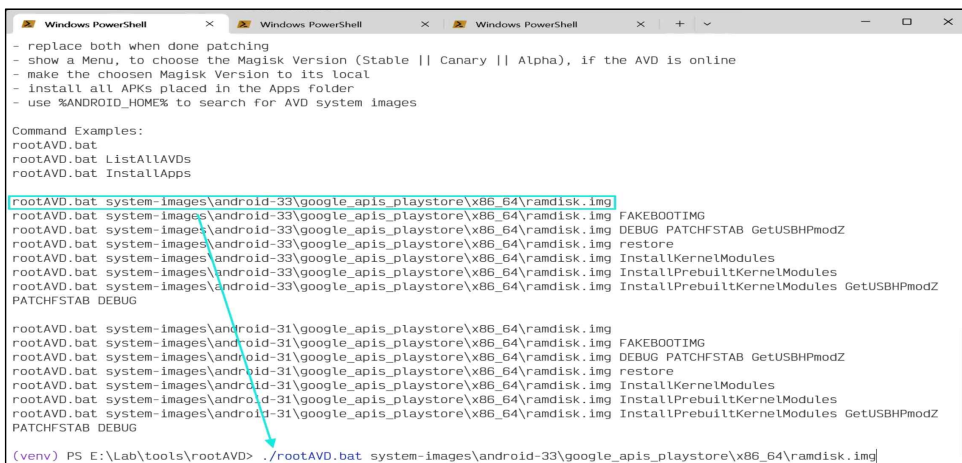 Windows PowerShell Windows PowerShell Windows PowerShell
- replace both when done patching
- show a Menu, to choose the Magisk Version (Stable || Canary || Alpha), if the AVD is online
- make the choosen Magisk Version to its local
- install all APKs placed in the Apps folder
- use %ANDROID_HOME% to search for AVD system images
Command Examples:
rootAVD.bat
rootAVD.bat ListAllAVDs
rootAVD.bat InstallApps
rootAVD.bat system-images\android-33\google_apis_playstore\x86_64\ramdisk.img
rootAVD.bat system-images\android-33\google_apis_playstore\x86_64\ramdisk.img FAKEBOOTIMG
rootAVD.bat system-images\android-33\google_apis_playstore\x86_64\ramdisk.img DEBUG PATCHFSTAB GetUSBHPmodZ
rootAVD.bat system-images\android-33\google_apis_playstore\x86_64\ramdisk.img restore
rootAVD.bat system-images\android-33\google_apis_playstore\x86_64\ramdisk.img InstallKernelModules
rootAVD.bat system-images\android-33\google_apis_playstore\x86_64\ramdisk.img InstallPrebuiltKernelModules
rootAVD.bat system-images\android-33\google_apis_playstore\x86_64\ramdisk.img InstallPrebuiltKernelModules GetUSBHPmodZ
PATCHFSTAB DEBUG
rootAVD.bat system-images\android-31\google_apis_playstore\x86_64\ramdisk.img
rootAVD.bat system-images\android-31\google_apis_playstore\x86_64\ramdisk.img FAKEBOOTIMG
rootAVD.bat system-images\android-31\google_apis_playstore\x86_64\ramdisk.img DEBUG PATCHFSTAB GetUSBHPmodZ
rootAVD.bat system-images\android-31\google_apis_playstore\x86_64\ramdisk.img restore
rootAVD.bat system-images\android-31\google_apis_playstore\x86_64\ramdisk.img InstallKernelModules
rootAVD.bat system-images\android-31\google_apis_playstore\x86_64\ramdisk.img InstallPrebuiltKernelModules
rootAVD.bat system-images\android-31\google_apis_playstore\x86_64\ramdisk.img InstallPrebuiltKernelModules GetUSBHPmodZ
PATCHFSTAB DEBUG
(venv) PS E:\Lab\tools\rootAVD> ./rootAVD.bat system-images\android-33\google_apis_playstore\x86_64\ramdisk.img